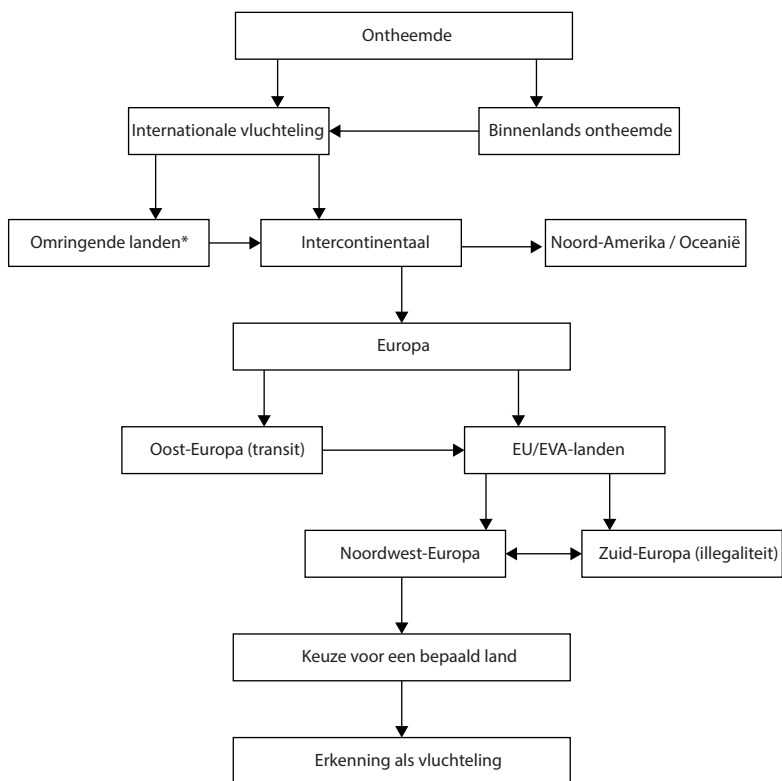 Ontheemde
Internationale vluchteling
Binnenlands ontheemde
Omringende landen*
Intercontinentaal
Noord-Amerika / Oceanië
Europa
Oost-Europa (transit)
EU/EVA-landen
Noordwest-Europa
Zuid-Europa (illegaliteit)
Keuze voor een bepaald land
Erkenning als vluchteling